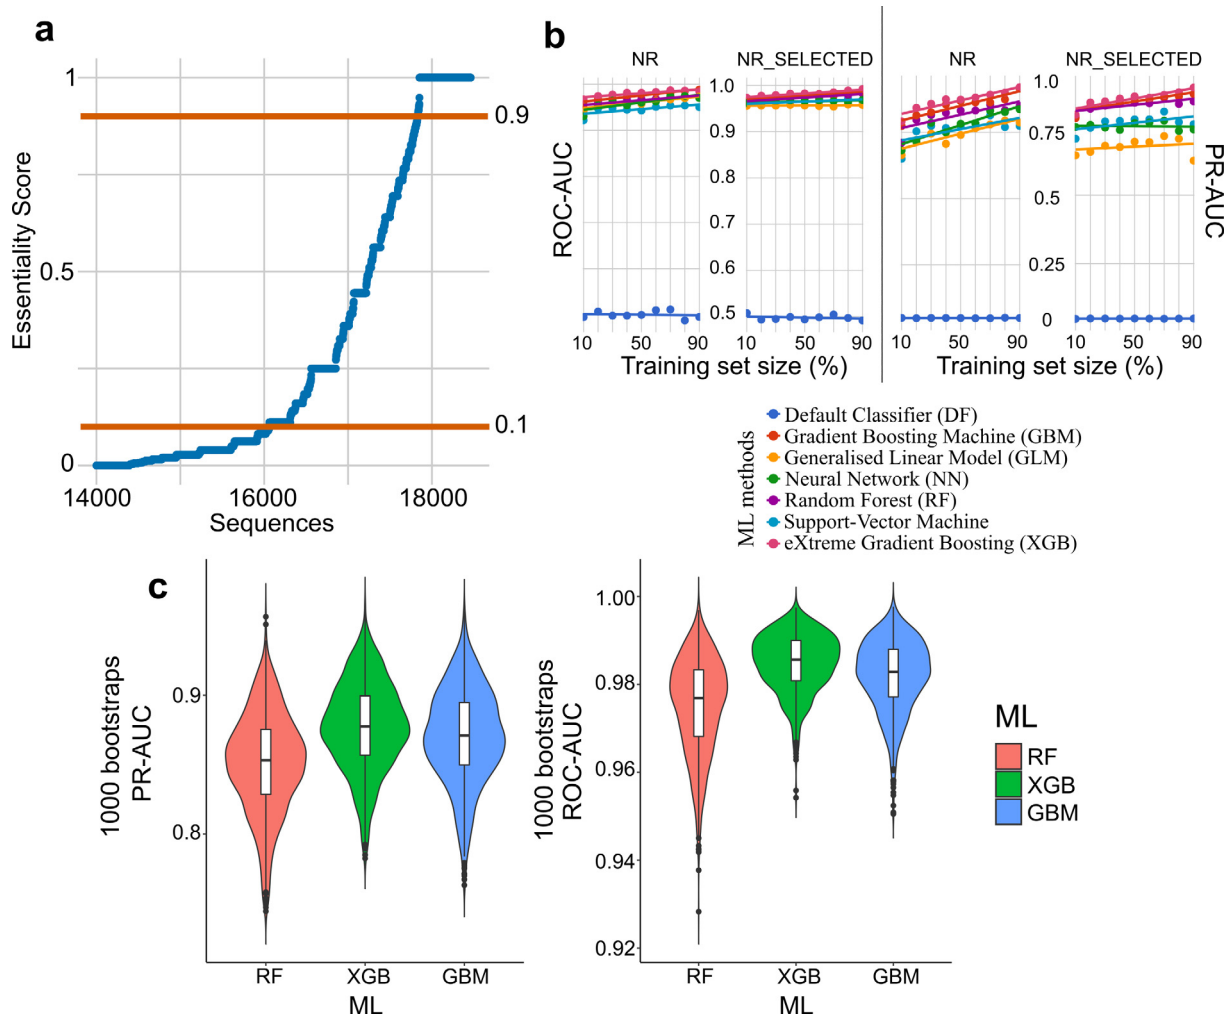 a
Essentiality Score
1
0.5
0
0.9
0.1
14000 16000 18000
Sequences
b
NR NR_SELECTED NR NR_SELECTED
ROC-AUC
1.0
0.9
0.8
0.7
0.6
0.5
1.0
0.75
0.5
0.25
0
PR-AUC
10 50 90 10 50 90 10 50 90 10 50 90
Training set size (%) Training set size (%)
ML methods
Default Classifier (DF)
Gradient Boosting Machine (GBM)
Generalised Linear Model (GLM)
Neural Network (NN)
Random Forest (RF)
Support-Vector Machine
eXtreme Gradient Boosting (XGB)
c
1000 bootstraps
PR-AUC
0.9
0.8
RF XGB GBM
ML
1000 bootstraps
ROC-AUC
1.00
0.98
0.96
0.94
0.92
RF XGB GBM
ML
ML
RF
XGB
GBM